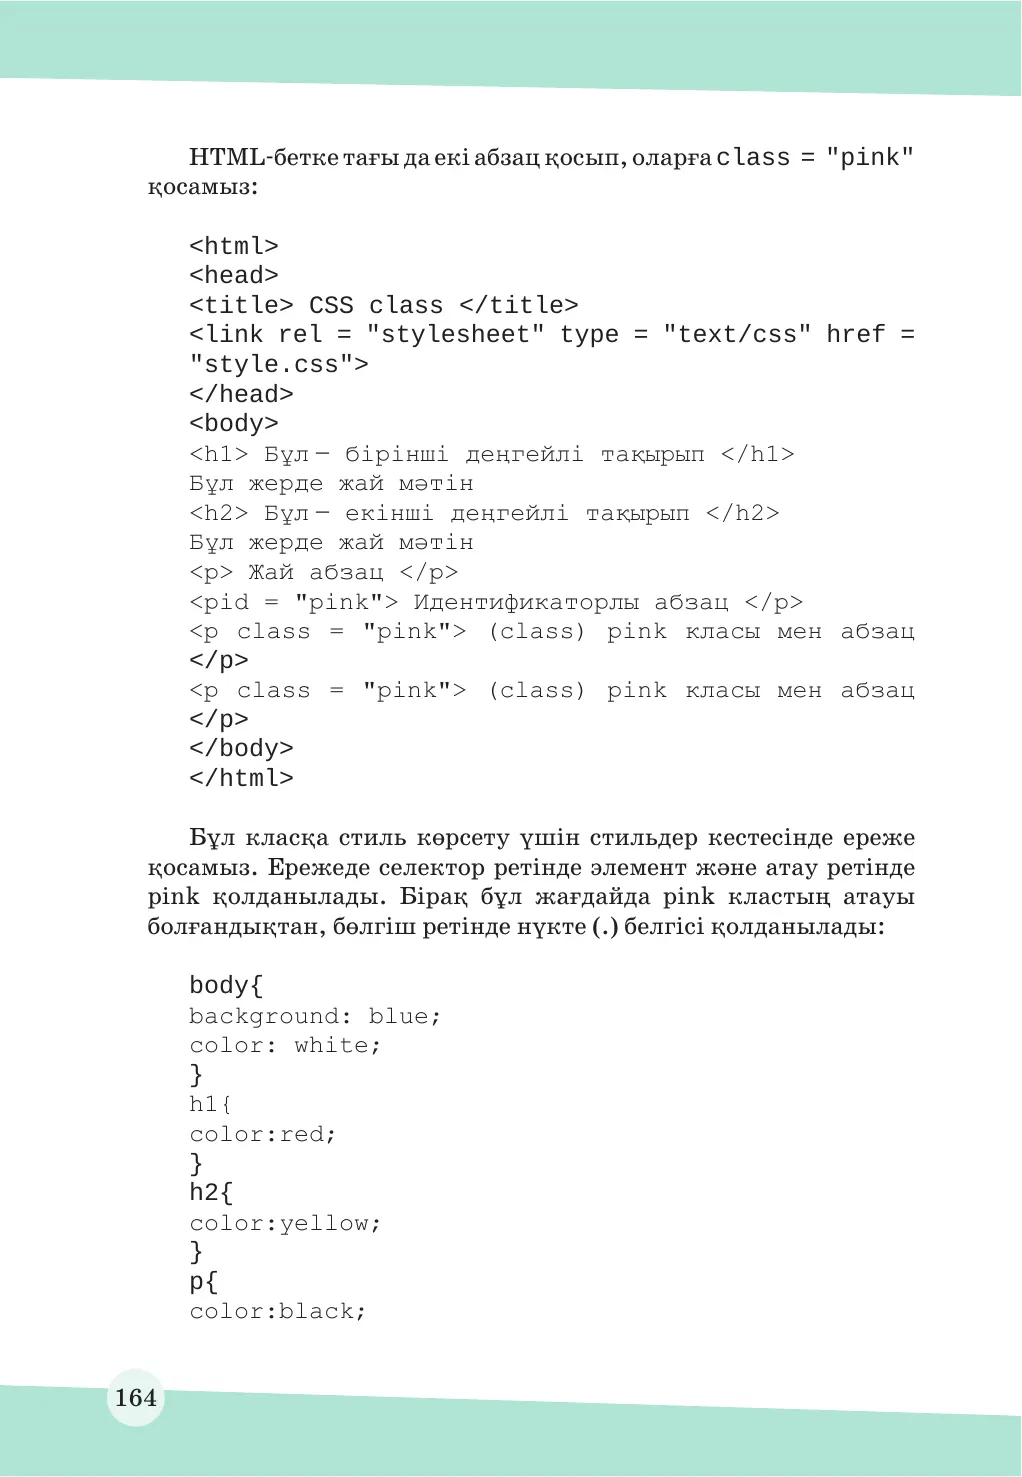 HTML-бетке тағы да екі абзац қосып, оларға class = "pink"
қосамыз:
<html>
<head>
<title> CSS class </title>
<link rel = "stylesheet" type = "text/css" href =
"style.css">
</head>
<body>
<h1> Бұл — бірінші деңгейлі тақырып </h1>
Бұл жерде жай мәтін
<h2> Бұл — екінші деңгейлі тақырып </h2>
Бұл жерде жай мәтін
<p> Жай абзац </p>
<pid = "pink"> Идентификаторлы абзац </p>
<p class = "pink"> (class) pink класы мен абзац
</p>
<p class = "pink"> (class) pink класы мен абзац
</p>
</body>
</html>
Бұл класқа стиль көрсету үшін стильдер кестесінде ереже
қосамыз. Ережеде селектор ретінде элемент және атау ретінде
pink қолданылады. Бірақ бұл жағдайда pink кластың атауы
болғандықтан, бөлгіш ретінде нүкте (.) белгісі қолданылады:
body{
background: blue;
color: white;
}
h1{
color:red;
}
h2{
color:yellow;
}
p{
color:black;
164